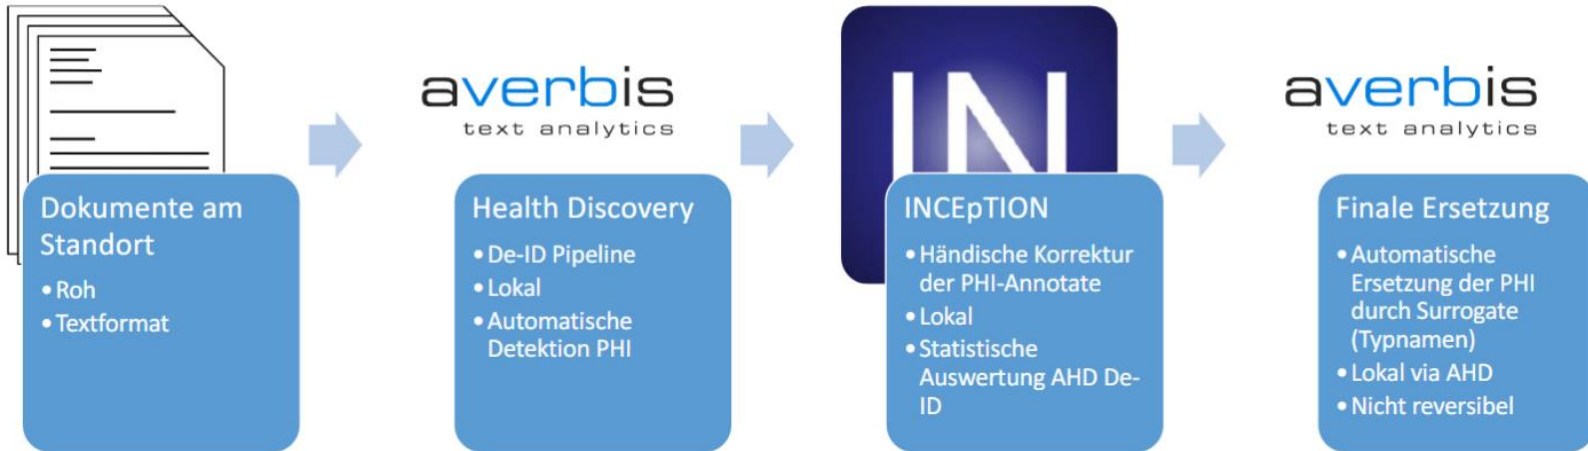 Dokumente am
Standort
• Roh
• Textformat
averbis
text analytics
Health Discovery
• De-ID Pipeline
• Lokal
• Automatische
Detektion PHI
IN
INCEpTION
• Händische Korrektur
der PHI-Annotate
• Lokal
• Statistische
Auswertung AHD De-
ID
averbis
text analytics
Finale Ersetzung
• Automatische
Ersetzung der PHI
durch Surrogate
(Typnamen)
• Lokal via AHD
• Nicht reversibel